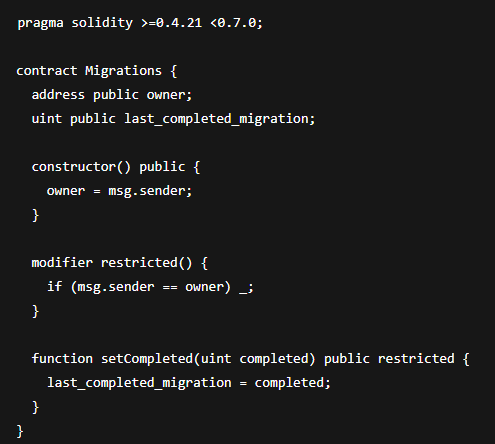 pragma solidity >=0.4.21 <0.7.0;
contract Migrations {
address public owner;
uint public last_completed_migration;
constructor() public {
owner = msg.sender;
}
modifier restricted() {
if (msg.sender == owner) _;
}
function setCompleted(uint completed) public restricted {
last_completed_migration = completed;
}
}